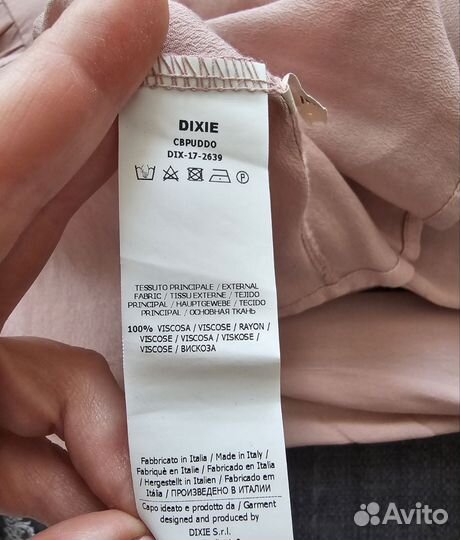 DIXIE
CBPUDDO
DIX-17-2639
TESSUTO PRINCIPALE / EXTERNAL
FABRIC / TISSU EXTERNE / TEJIDO
PRINCIPAL / HAUPTGEWEBE / TECIDO
PRINCIPAL / ОСНОВНАЯ ТКАНЬ
100% VISCOSA / VISCOSE / RAYON /
VISCOSE / VISCOSA / VISKOSE /
VISCOSE / ВИСКОЗА
Fabbricato in Italia / Made in Italy /
Fabriqué en Italie / Fabricado en Italia
/ Hergestellt in Italien / Fabricado em
Itália / ПРОИЗВЕДЕНО В ИТАЛИИ
Capo ideato e prodotto da / Garment
designed and produced by
DIXIE S.r.l.
Avito